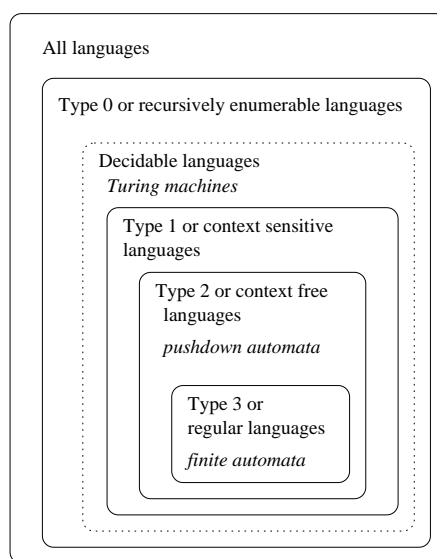 All languages
Type 0 or recursively enumerable languages
Decidable languages
Turing machines
Type 1 or context sensitive
languages
Type 2 or context free
languages
pushdown automata
Type 3 or
regular languages
finite automata